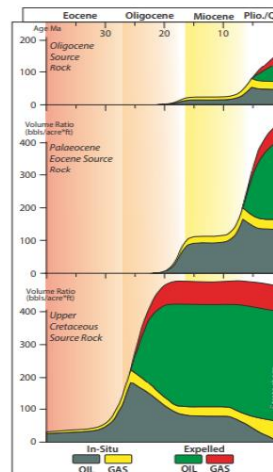 Eocene Oligocene Miocene Plio./Q
Age Ma 30 20 10
200
100
0
Oligocene
Source
Rock
Volume Ratio
(bbls/acre*ft)
400
300
200
100
0
Palaeocene
Eocene Source
Rock
Volume Ratio
(bbls/acre*ft)
400
300
200
100
0
Upper
Cretaceous
Source Rock
In-Situ Expelled
OIL GAS OIL GAS